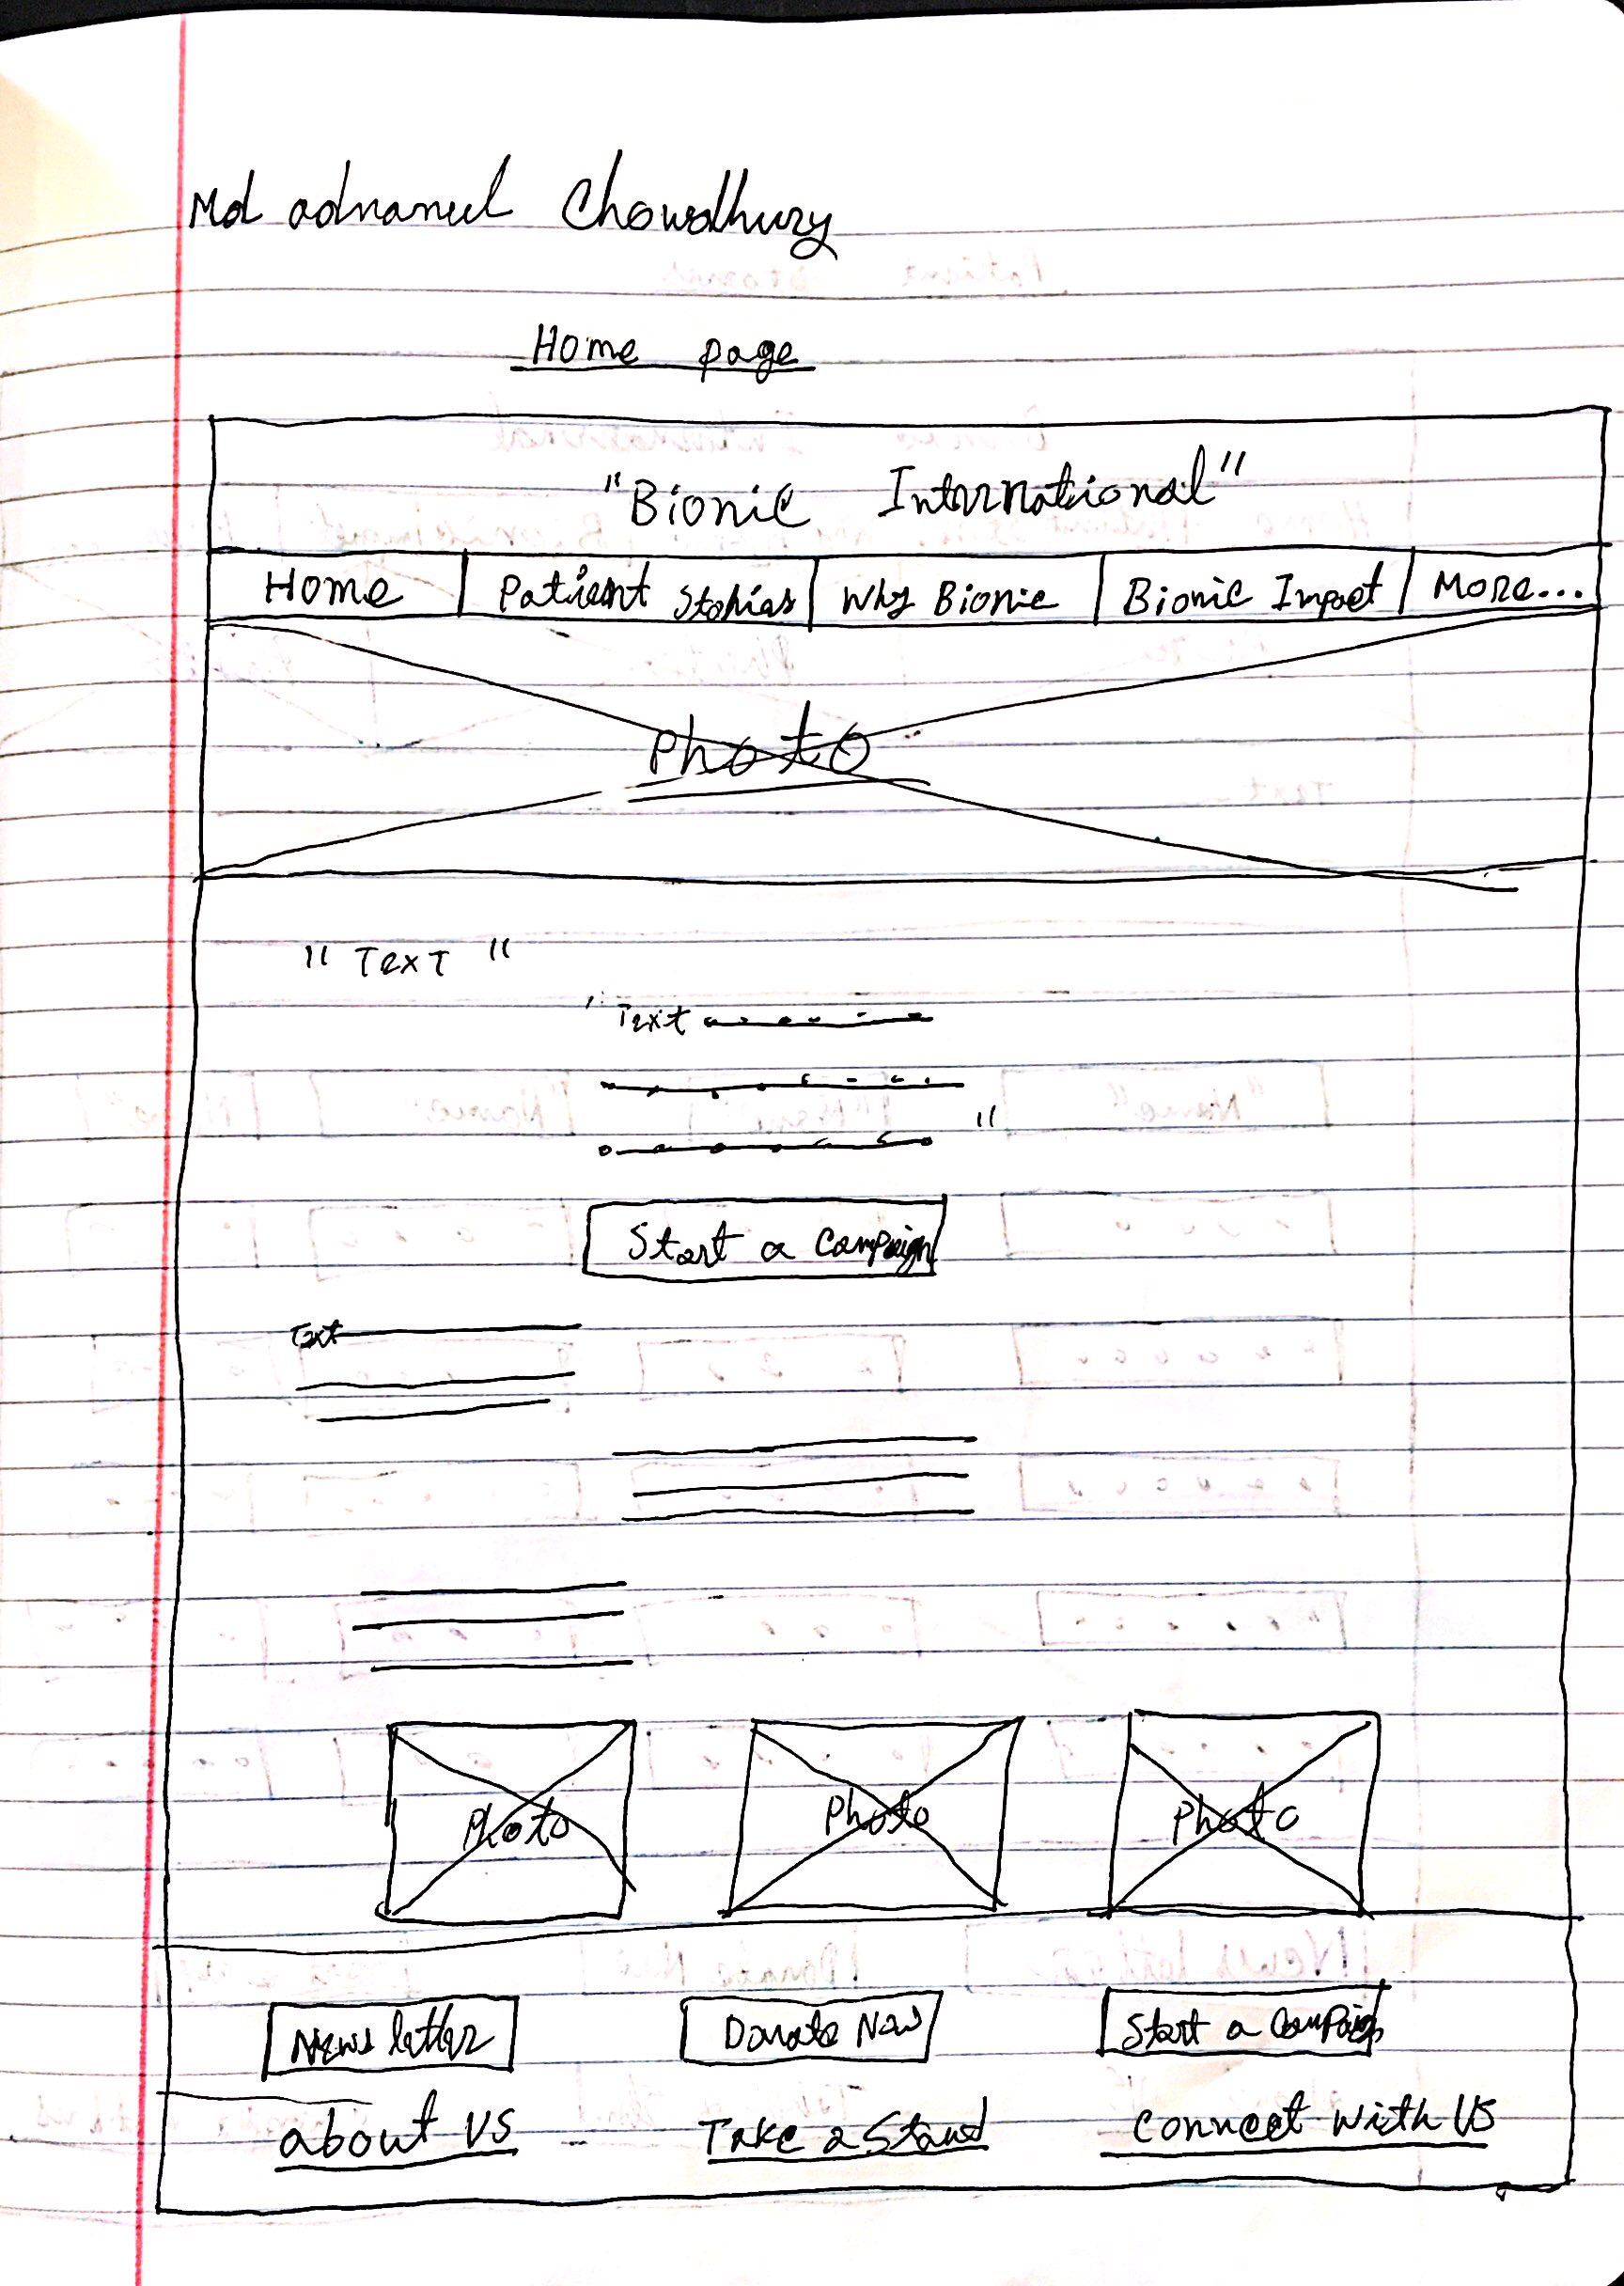 Md adnanul Chowdhury
Home page
"Bionic International"
Home | Patient Stories | Why Bionic | Bionic Impact | More...
Photo
"Text"
"Text
"
Start a Campaign
Text
Photo Photo Photo
News letter Donate Now Start a Campaign
about US Take a Stand Connect With US